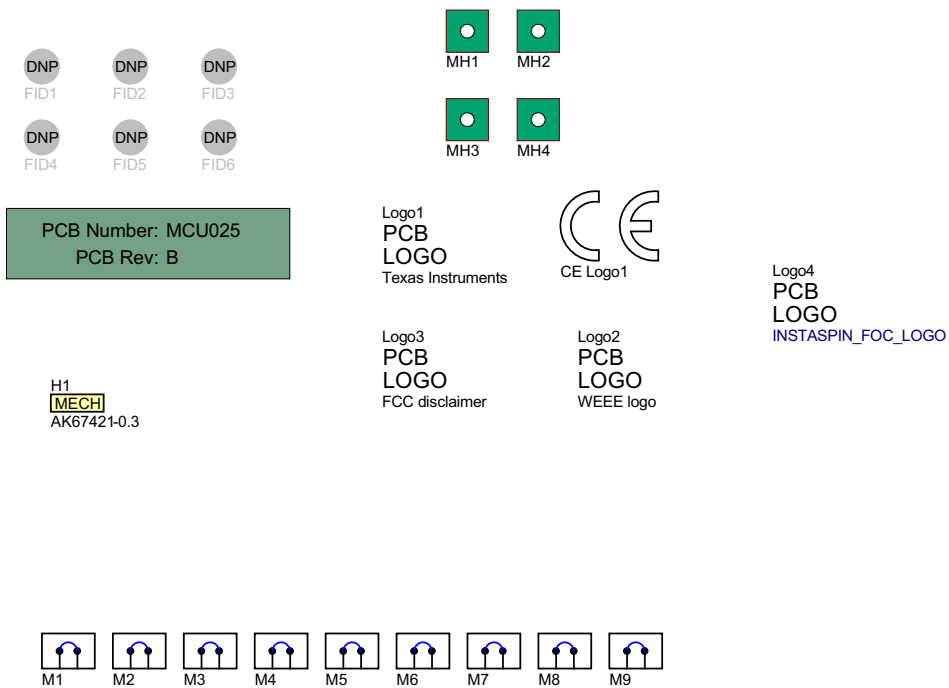 MH1 MH2
DNP DNP DNP
FID1 FID2 FID3
DNP DNP DNP
FID4 FID5 FID6
MH3 MH4
PCB Number: MCU025
PCB Rev: B
Logo1
PCB
LOGO
Texas Instruments
CE
CE Logo1
Logo4
PCB
LOGO
INSTASPIN_FOC_LOGO
Logo3
PCB
LOGO
FCC disclaimer
Logo2
PCB
LOGO
WEEE logo
H1
MECH
AK67421-0.3
M1 M2 M3 M4 M5 M6 M7 M8 M9